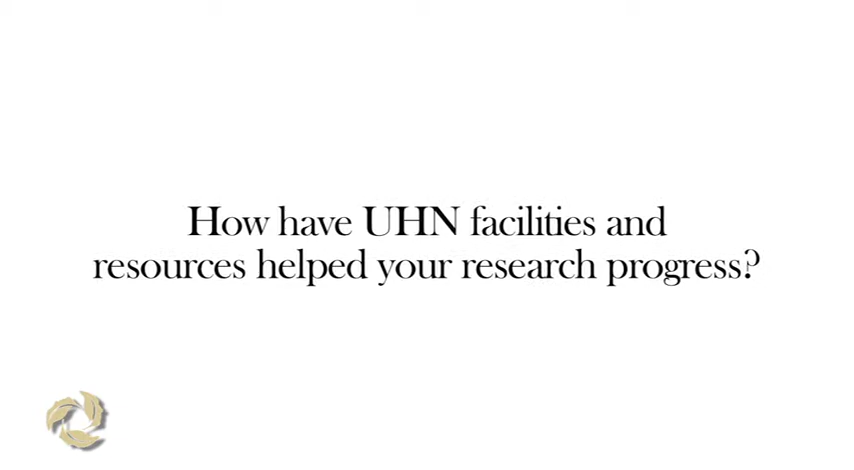 How have UHN facilities and
resources helped your research progress?